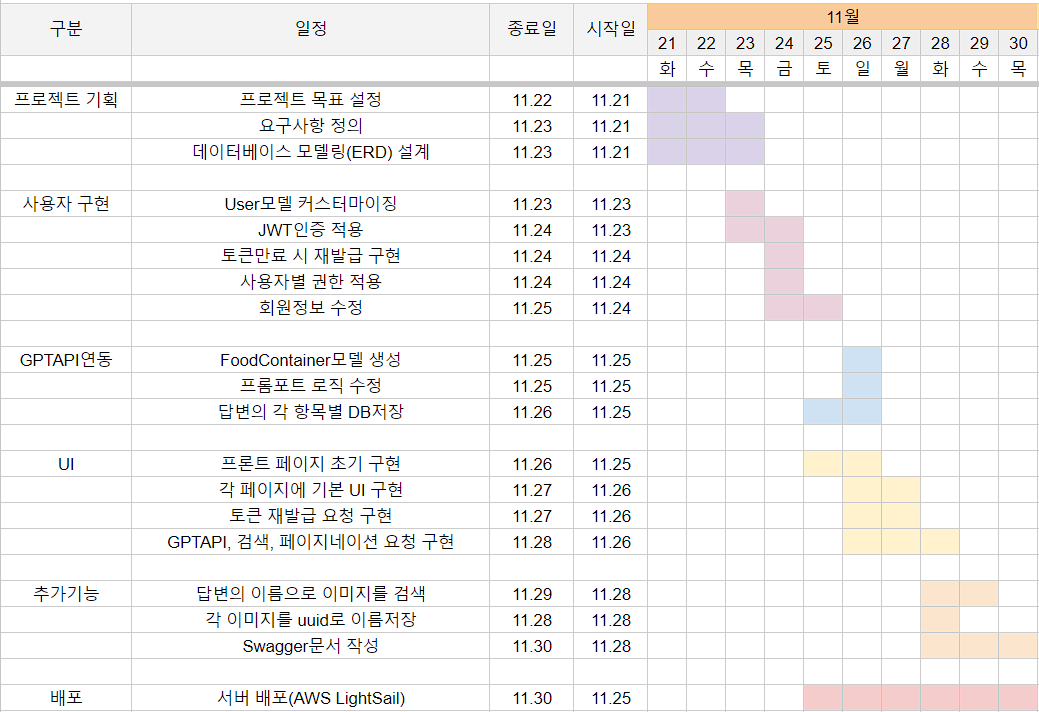 구분 일정 종료일 시작일 11월
21 22 23 24 25 26 27 28 29 30
화 수 목 금 토 일 월 화 수 목
프로젝트 기획 프로젝트 목표 설정 11.22 11.21
요구사항 정의 11.23 11.21
데이터베이스 모델링(ERD) 설계 11.23 11.21
사용자 구현 User모델 커스터마이징 11.23 11.23
JWT인증 적용 11.24 11.23
토큰만료 시 재발급 구현 11.24 11.24
사용자별 권한 적용 11.24 11.24
회원정보 수정 11.25 11.24
GPTAPI연동 FoodContainer모델 생성 11.25 11.25
프롬포트 로직 수정 11.25 11.25
답변의 각 항목별 DB저장 11.26 11.25
UI 프론트 페이지 초기 구현 11.26 11.25
각 페이지에 기본 UI 구현 11.27 11.26
토큰 재발급 요청 구현 11.27 11.26
GPTAPI, 검색, 페이지네이션 요청 구현 11.28 11.26
추가기능 답변의 이름으로 이미지를 검색 11.29 11.28
각 이미지를 uuid로 이름저장 11.28 11.28
Swagger문서 작성 11.30 11.28
배포 서버 배포(AWS LightSail) 11.30 11.25